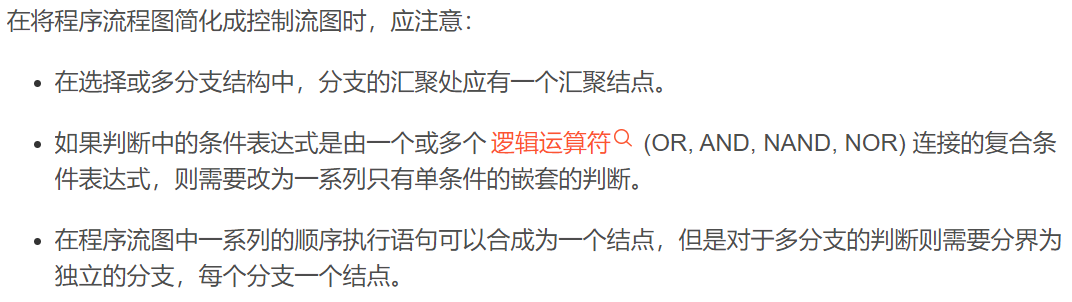 在将程序流程图简化成控制流图时，应注意：
• 在选择或多分支结构中，分支的汇聚处应有一个汇聚结点。
• 如果判断中的条件表达式是由一个或多个 逻辑运算符 (OR, AND, NAND, NOR) 连接的复合条
件表达式，则需要改为一系列只有单条件的嵌套的判断。
• 在程序流图中一系列的顺序执行语句可以合成为一个结点，但是对于多分支的判断则需要分界为
独立的分支，每个分支一个结点。